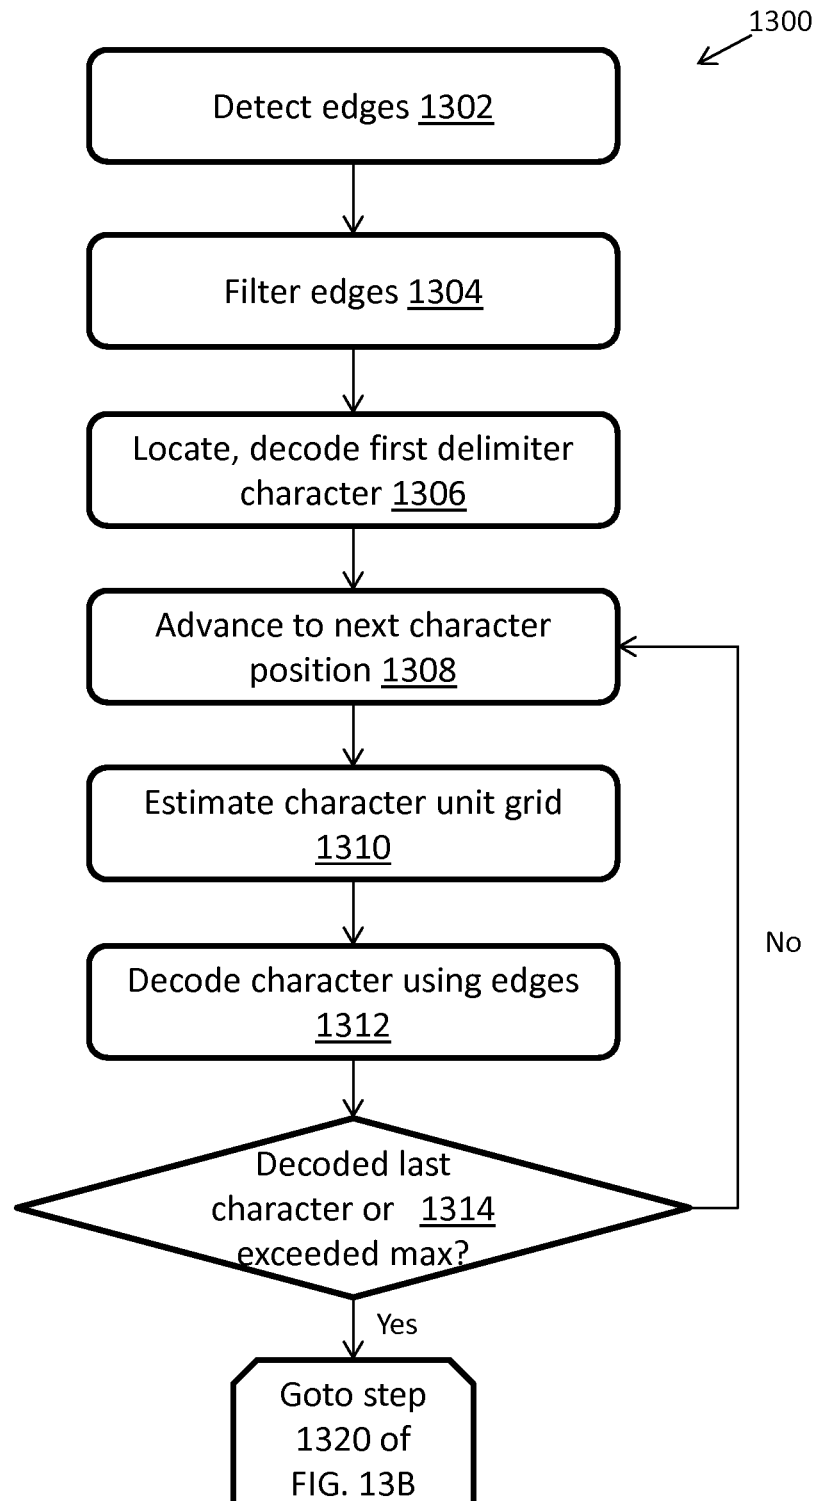 1300
Detect edges 1302
Filter edges 1304
Locate, decode first delimiter
character 1306
Advance to next character
position 1308
Estimate character unit grid
1310
Decode character using edges
1312
No
Decoded last
character or 1314
exceeded max?
Yes
Goto step
1320 of
FIG. 13B